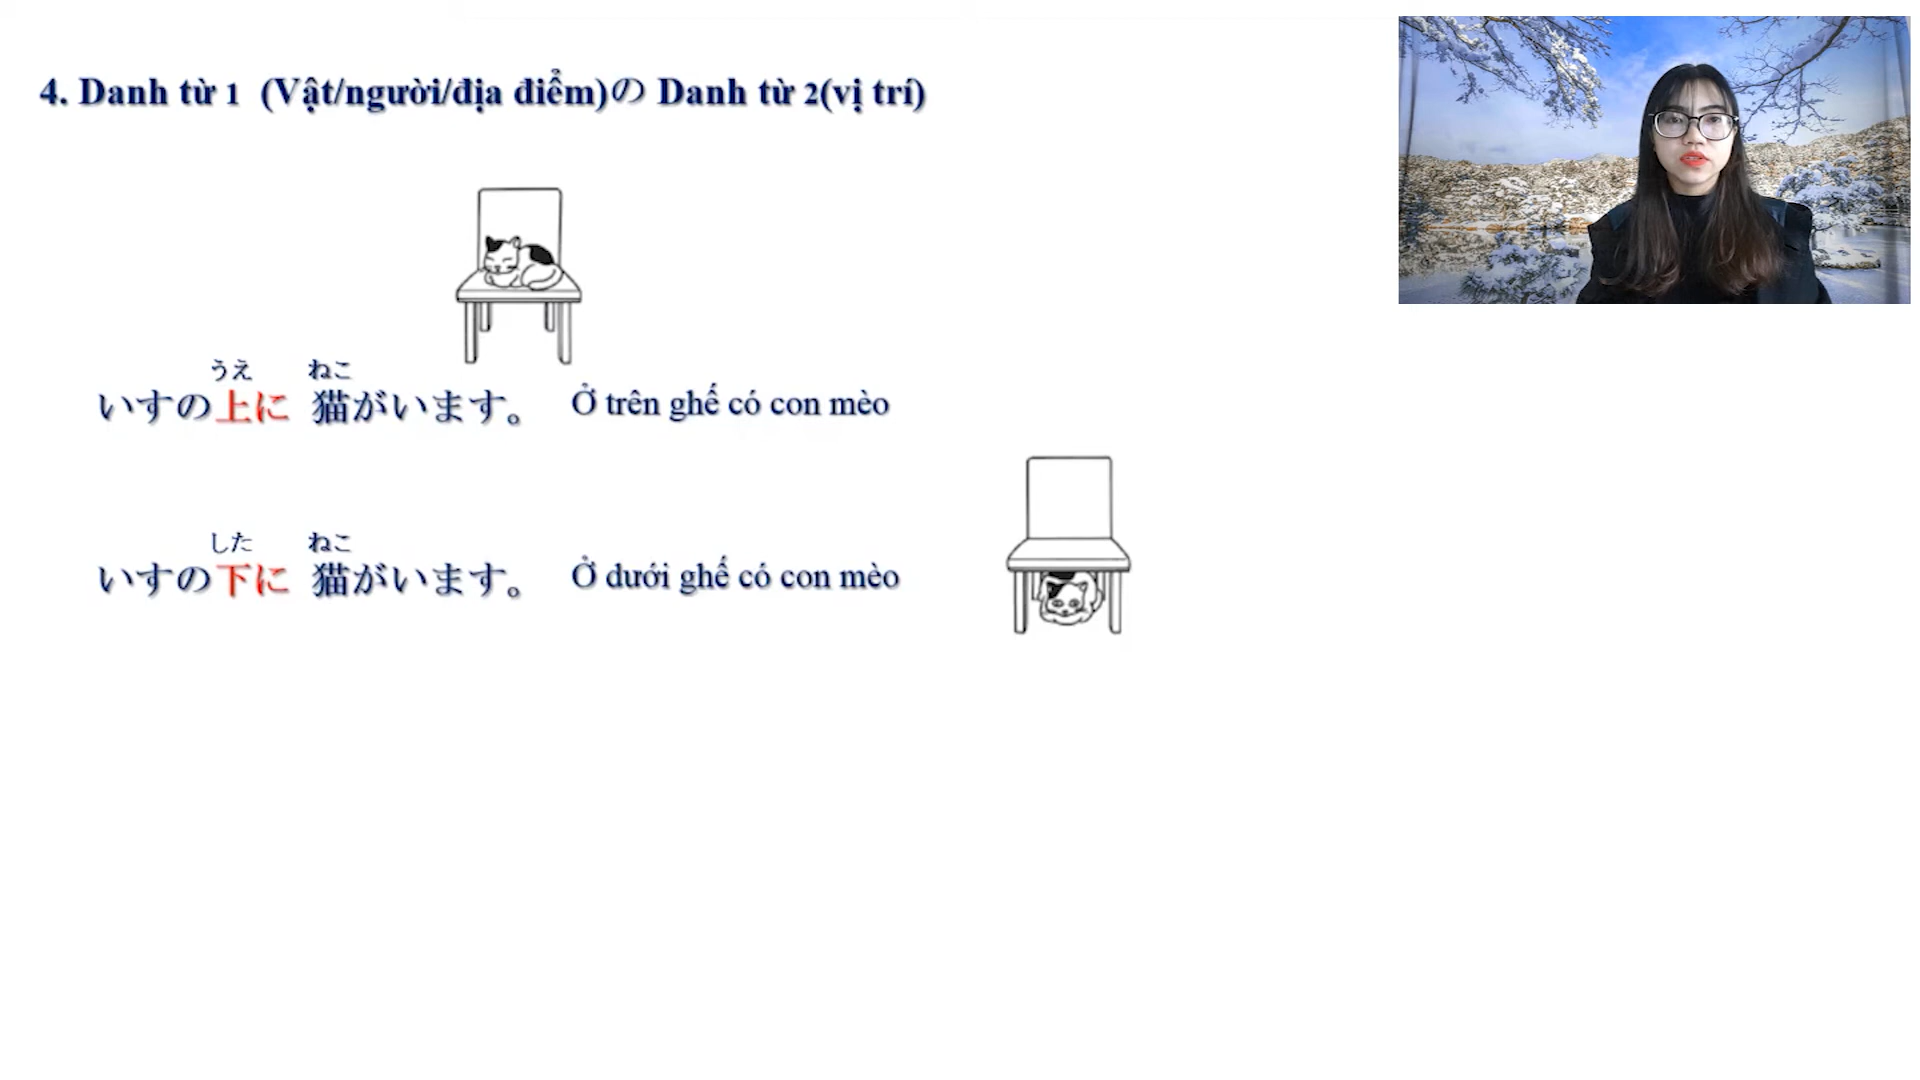 4. Danh từ 1 (Vật/người/địa điểm)の Danh từ 2(vị trí)
うえ ねこ
いすの上に 猫がいます。 Ở trên ghế có con mèo
した ねこ
いすの下に 猫がいます。 Ở dưới ghế có con mèo